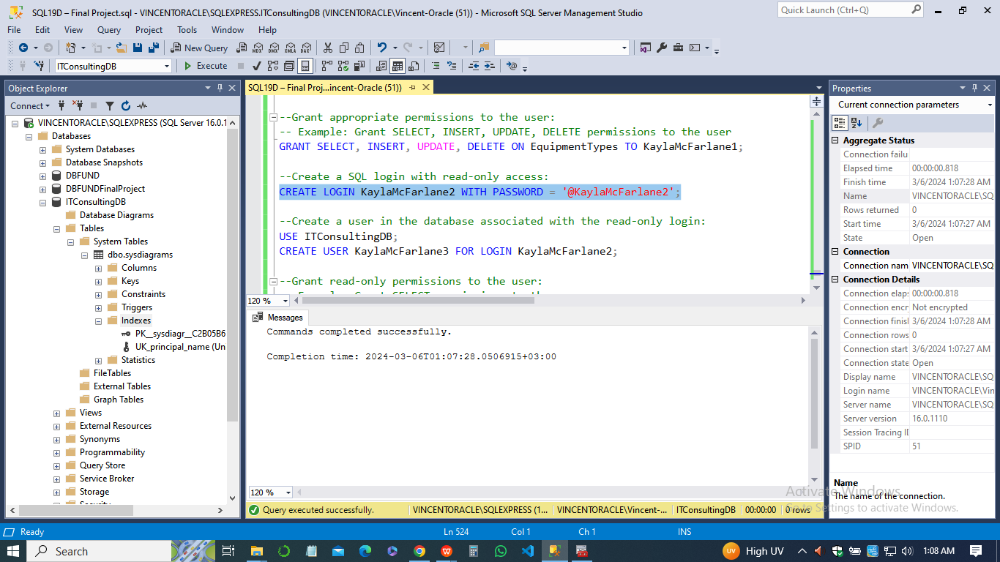 SQL19D – Final Project.sql - VINCENTORACLE\SQLEXPRESS.ITConsultingDB (VINCENTORACLE\Vincent-Oracle (51)) - Microsoft SQL Server Management Studio
Quick Launch (Ctrl+Q)
File Edit View Query Project Tools Window Help
New Query
MDX DMX XMLA DAX
ITConsultingDB
Execute
Object Explorer
Connect
VINCENTORACLE\SQLEXPRESS (SQL Server 16.0.1
Databases
System Databases
Database Snapshots
DBFUND
DBFUNDFinalProject
ITConsultingDB
Database Diagrams
Tables
System Tables
dbo.sysdiagrams
Columns
Keys
Constraints
Triggers
Indexes
PK__sysdiagr__C2B05B6
UK_principal_name (Un
Statistics
FileTables
External Tables
Graph Tables
Views
External Resources
Synonyms
Programmability
Query Store
Service Broker
Storage
SQL19D – Final Proj...incent-Oracle (51))
--Grant appropriate permissions to the user:
-- Example: Grant SELECT, INSERT, UPDATE, DELETE permissions to the user
GRANT SELECT, INSERT, UPDATE, DELETE ON EquipmentTypes TO KaylaMcFarlane1;
--Create a SQL login with read-only access:
CREATE LOGIN KaylaMcFarlane2 WITH PASSWORD = '@KaylaMcFarlane2';
--Create a user in the database associated with the read-only login:
USE ITConsultingDB;
CREATE USER KaylaMcFarlane3 FOR LOGIN KaylaMcFarlane2;
--Grant read-only permissions to the user:
120 %
Messages
Commands completed successfully.
Completion time: 2024-03-06T01:07:28.0506915+03:00
120 %
Query executed successfully.
VINCENTORACLE\SQLEXPRESS (1...
VINCENTORACLE\Vincent-...
ITConsultingDB
00:00:00
0 rows
Properties
Current connection parameters
Aggregate Status
Connection failu
Elapsed time 00:00:00.818
Finish time 3/6/2024 1:07:28 AM
Name VINCENTORACLE\SQ
Rows returned 0
Start time 3/6/2024 1:07:27 AM
State Open
Connection
Connection nam VINCENTORACLE\SQ
Connection Details
Connection elap 00:00:00.818
Connection encr Not encrypted
Connection finis 3/6/2024 1:07:28 AM
Connection rows 0
Connection start 3/6/2024 1:07:27 AM
Connection state Open
Display name VINCENTORACLE\SQ
Login name VINCENTORACLE\Vin
Server name VINCENTORACLE\SQ
Server version 16.0.1110
Session Tracing ID
SPID 51
Name
The name of the connection.
Activate Windows
Go to Settings to activate Windows.
Ready
Ln 524
Col 1
Ch 1
INS
Search
UV
High UV
1:08 AM